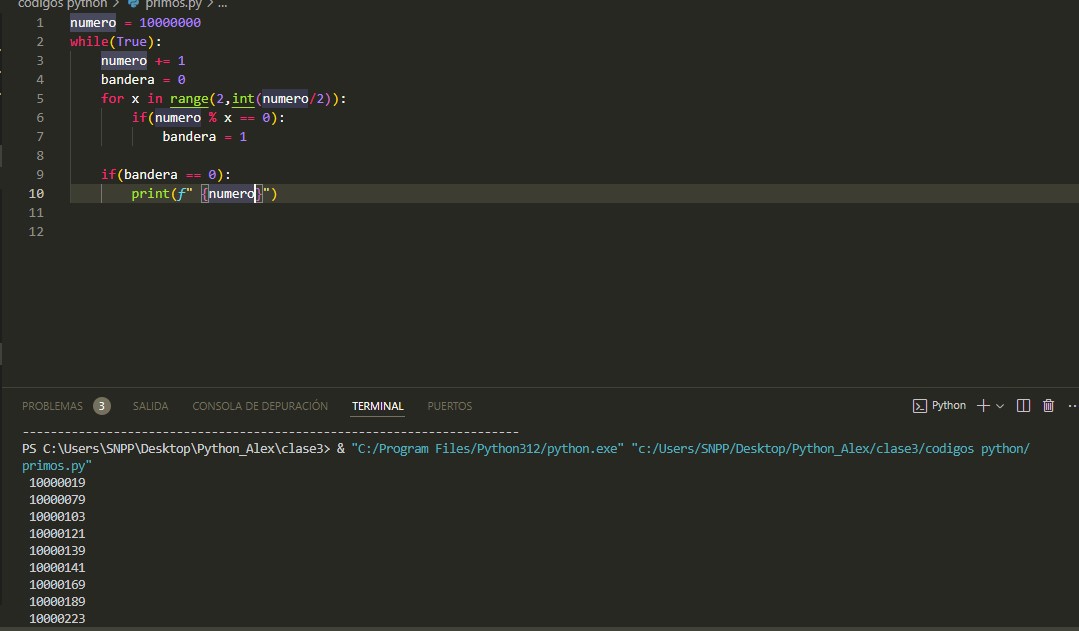 codigos python > primos.py > ...
1 numero = 10000000
2 while(True):
3 numero += 1
4 bandera = 0
5 for x in range(2,int(numero/2)):
6 if(numero % x == 0):
7 bandera = 1
8
9 if(bandera == 0):
10 print(f" {numero}")
11
12
PROBLEMAS 3 SALIDA CONSOLA DE DEPURACIÓN TERMINAL PUERTOS Python
----------------------------------------------------------------------
PS C:\Users\SNPP\Desktop\Python_Alex\clase3> & "C:/Program Files/Python312/python.exe" "c:/Users/SNPP/Desktop/Python_Alex/clase3/codigos python/
primos.py"
10000019
10000079
10000103
10000121
10000139
10000141
10000169
10000189
10000223